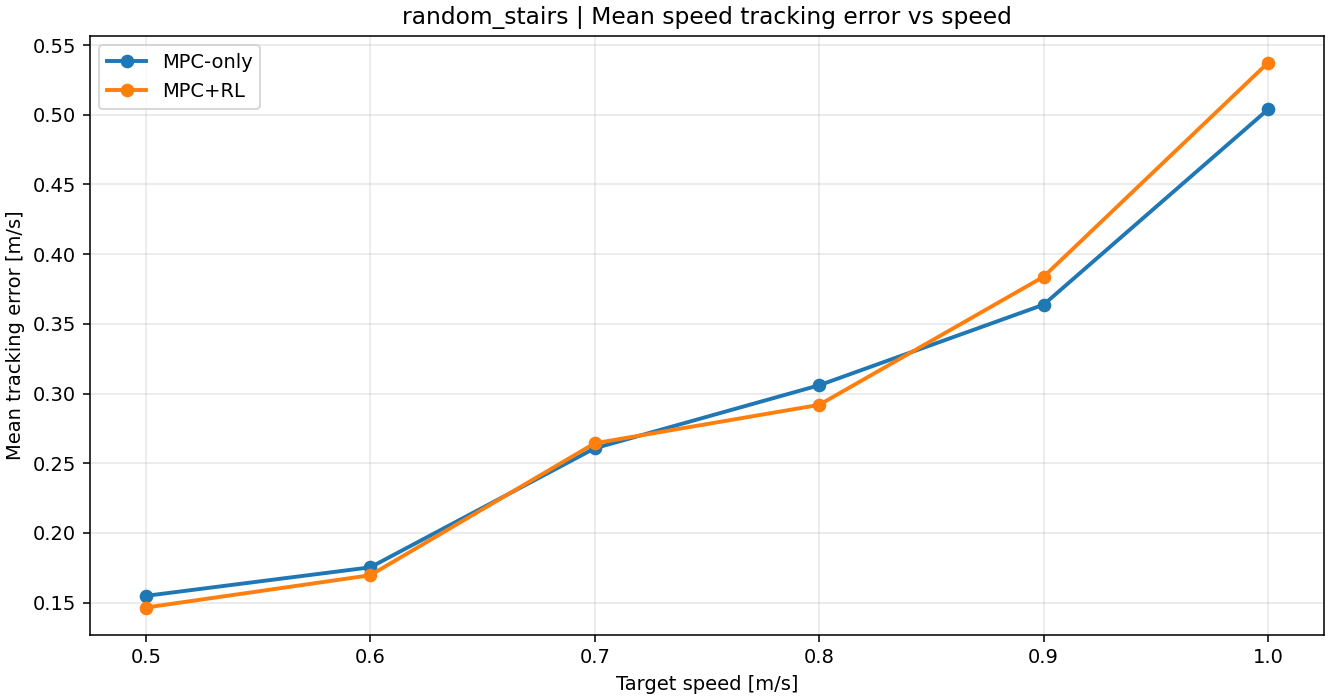 random_stairs | Mean speed tracking error vs speed
MPC-only
MPC+RL
Mean tracking error [m/s]
0.55
0.50
0.45
0.40
0.35
0.30
0.25
0.20
0.15
0.5 0.6 0.7 0.8 0.9 1.0
Target speed [m/s]